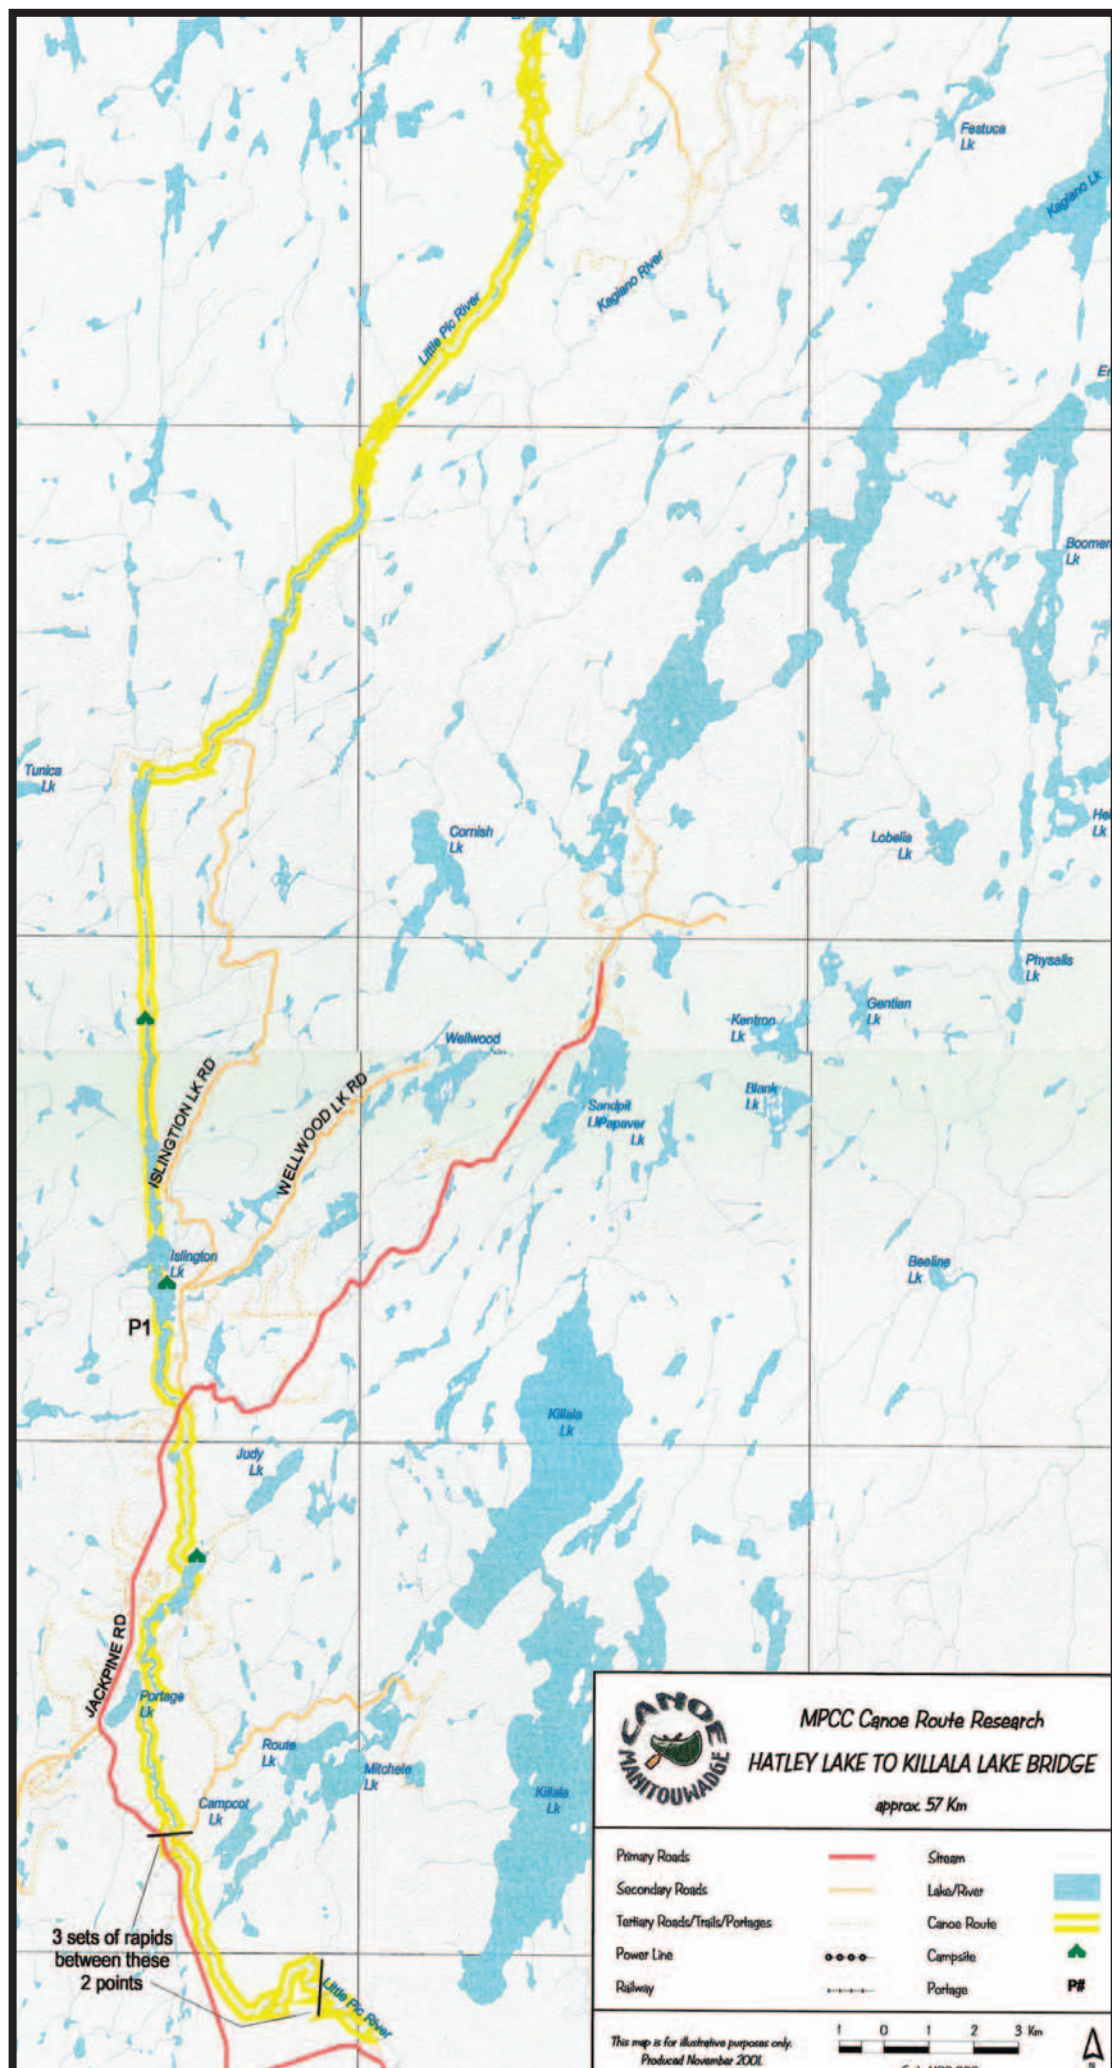 Festuca
Lk
Kagiano Lk
Kagiano River
Little Pic River
Boomer
Lk
Tunica
Lk
Cornish
Lk
Lobelia
Lk
He
Lk
Physalis
Lk
Gentian
Lk
Kentron
Lk
Wellwood
ISLINGTON LK RD
WELLWOOD LK RD
Blank
Lk
Sandpit
Lk
Papaver
Lk
Islington
Lk
Beeline
Lk
P1
Killala
Lk
Judy
Lk
JACKPINE RD
Portage
Lk
Route
Lk
Mitchele
Lk
Killala
Lk
Campcot
Lk
3 sets of rapids
between these
2 points
Little Pic River
CANOE
MANITOUWADGE
MPCC Canoe Route Research
HATLEY LAKE TO KILLALA LAKE BRIDGE
approx. 57 Km
Primary Roads
Secondary Roads
Tertiary Roads/Trails/Portages
Power Line
Railway
Stream
Lake/River
Canoe Route
Campsite
Portage P#
1 0 1 2 3 Km
This map is for illustrative purposes only.
Produced November 2001.
N